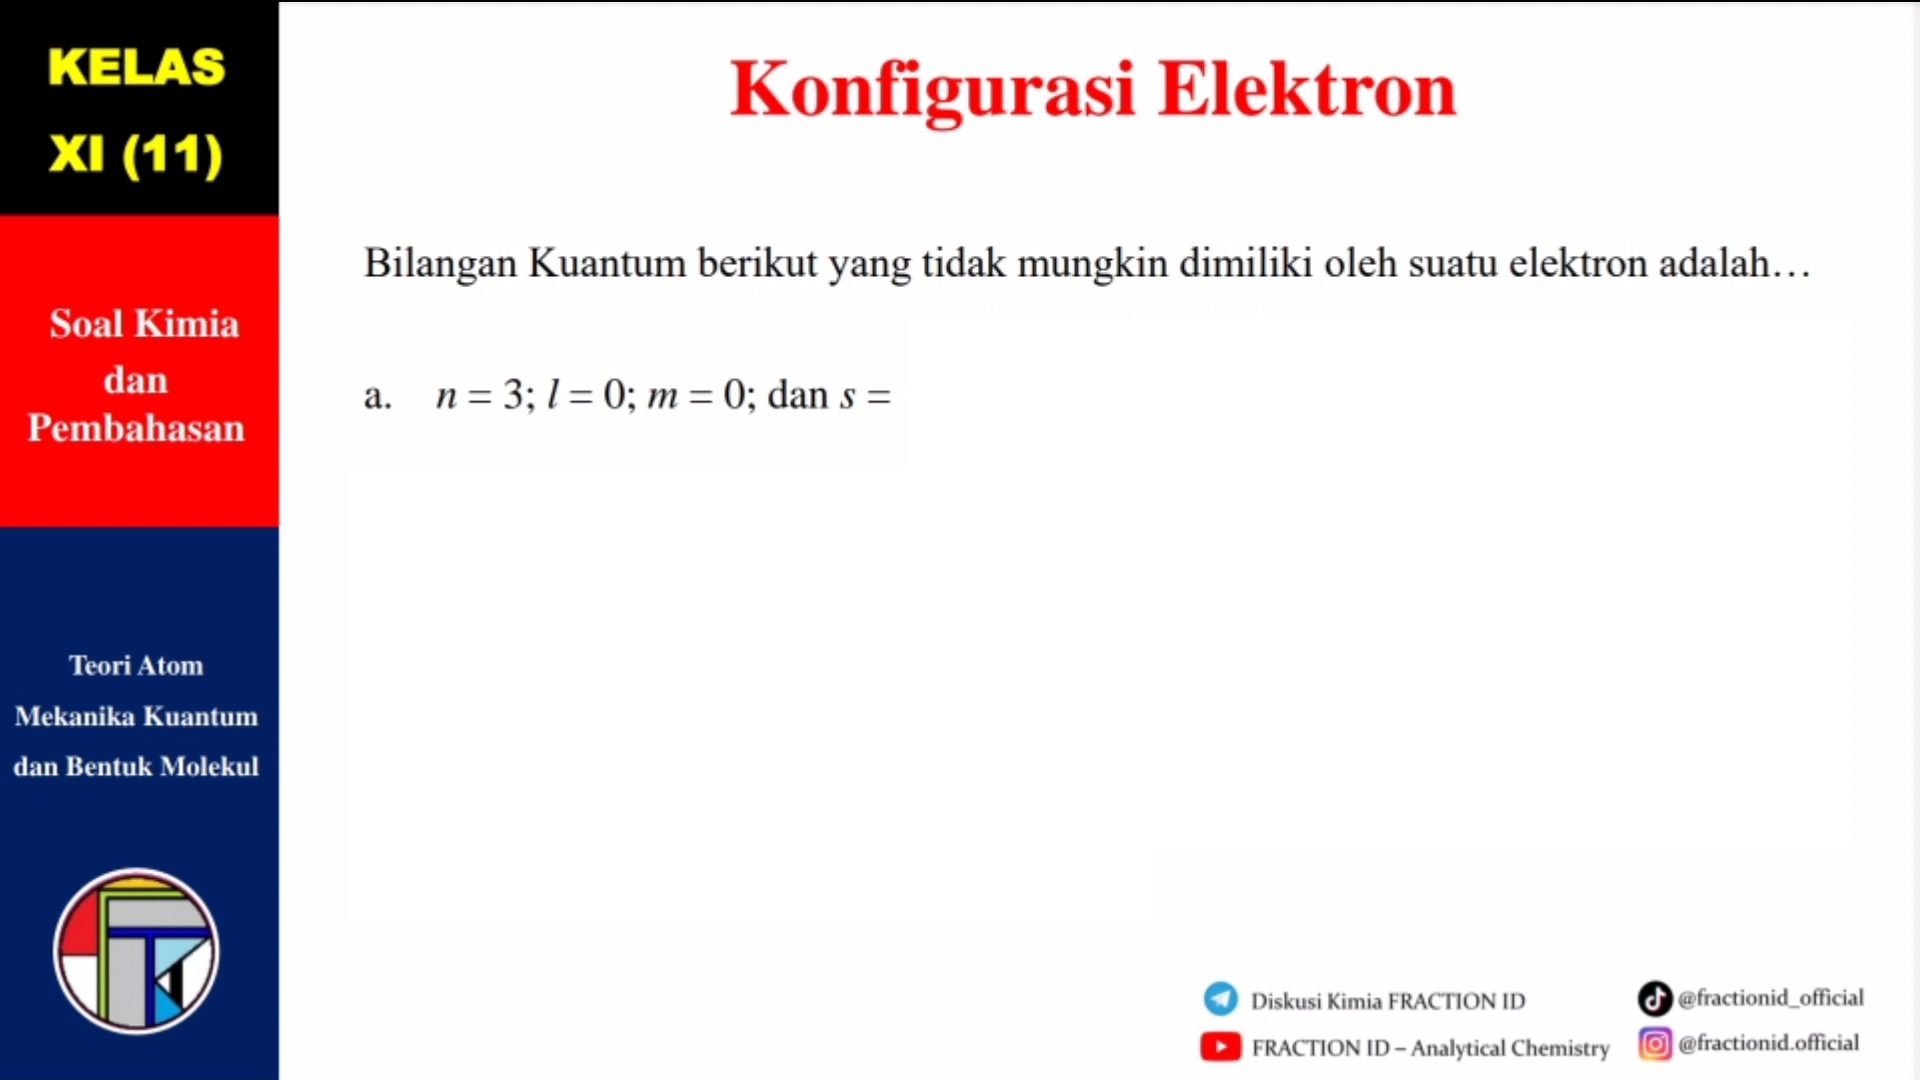 KELAS
XI (11)
Soal Kimia
dan
Pembahasan
Teori Atom
Mekanika Kuantum
dan Bentuk Molekul
Konfigurasi Elektron
Bilangan Kuantum berikut yang tidak mungkin dimiliki oleh suatu elektron adalah…
a. n = 3; l = 0; m = 0; dan s =
Diskusi Kimia FRACTION ID
@fractionid_official
FRACTION ID – Analytical Chemistry
@fractionid.official